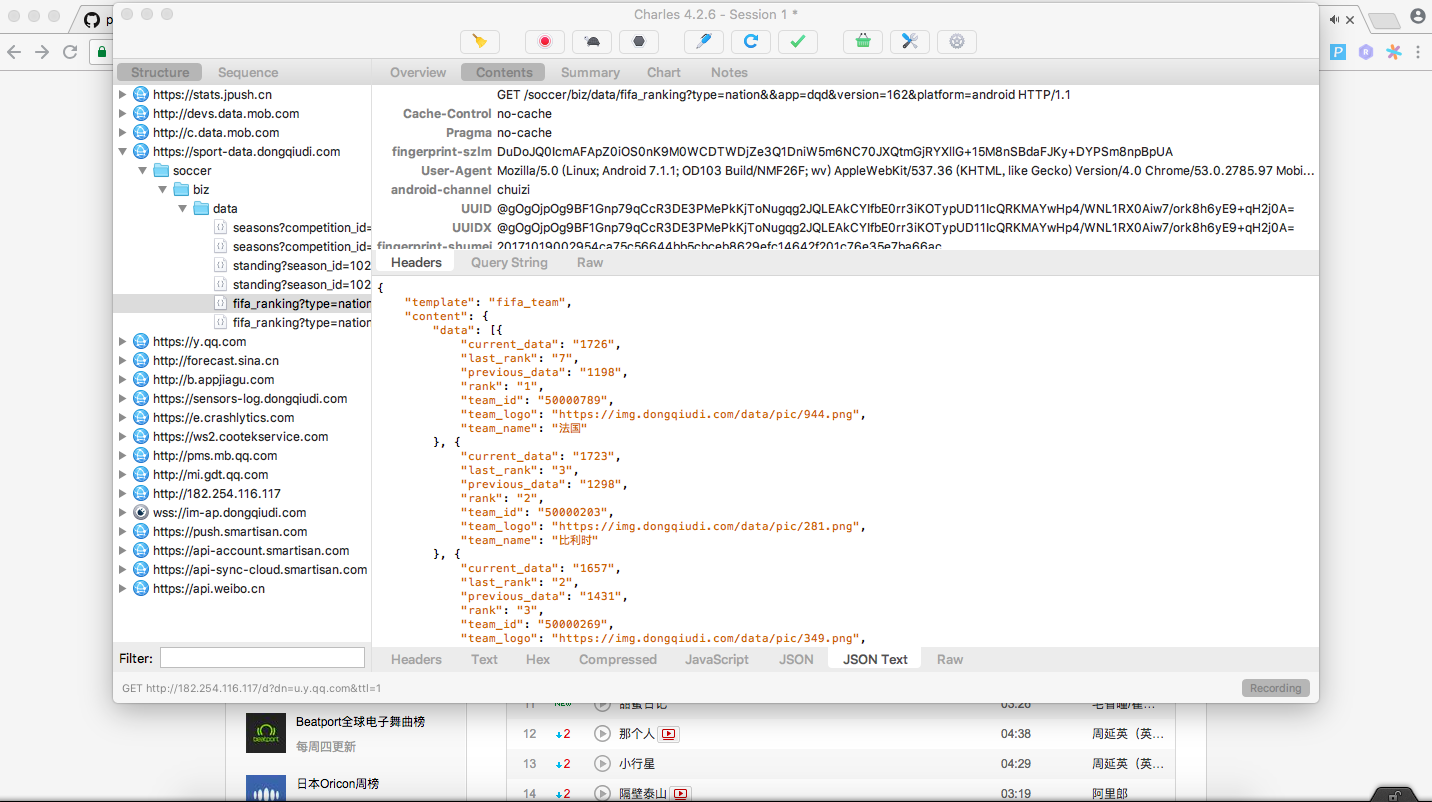 Charles 4.2.6 - Session 1 *
Structure
Sequence
Overview
Contents
Summary
Chart
Notes
https://stats.jpush.cn
http://devs.data.mob.com
http://c.data.mob.com
https://sport-data.dongqiudi.com
soccer
biz
data
seasons?competition_id=
seasons?competition_id=
standing?season_id=102
standing?season_id=102
fifa_ranking?type=nation
fifa_ranking?type=nation
https://y.qq.com
http://forecast.sina.cn
http://b.appjiagu.com
https://sensors-log.dongqiudi.com
https://e.crashlytics.com
https://ws2.cootekservice.com
http://pms.mb.qq.com
http://mi.gdt.qq.com
http://182.254.116.117
wss://im-ap.dongqiudi.com
https://push.smartisan.com
https://api-account.smartisan.com
https://api-sync-cloud.smartisan.com
https://api.weibo.cn
Filter:
GET /soccer/biz/data/fifa_ranking?type=nation&&app=dqd&version=162&platform=android HTTP/1.1
Cache-Control no-cache
Pragma no-cache
fingerprint-szlm DuDoJQ0IcmAFApZ0iOS0nK9M0WCDTWDjZe3Q1DniW5m6NC70JXQtmGjRYXlIG+15M8nSBdaFJKy+DYPSm8npBpUA
User-Agent Mozilla/5.0 (Linux; Android 7.1.1; OD103 Build/NMF26F; wv) AppleWebKit/537.36 (KHTML, like Gecko) Version/4.0 Chrome/53.0.2785.97 Mobi...
android-channel chuizi
UUID @gOgOjpOg9BF1Gnp79qCcR3DE3PMePkKjToNugqg2JQLEAkCYIfbE0rr3iKOTypUD11IcQRKMAYwHp4/WNL1RX0Aiw7/ork8h6yE9+qH2j0A=
UUIDX @gOgOjpOg9BF1Gnp79qCcR3DE3PMePkKjToNugqg2JQLEAkCYIfbE0rr3iKOTypUD11IcQRKMAYwHp4/WNL1RX0Aiw7/ork8h6yE9+qH2j0A=
fingerprint-shumei 20171019002954ca75c56644bb5cbceb8629efc14642f201c76e35e7ba66ac
Headers
Query String
Raw
{
"template": "fifa_team",
"content": {
"data": [{
"current_data": "1726",
"last_rank": "7",
"previous_data": "1198",
"rank": "1",
"team_id": "50000789",
"team_logo": "https://img.dongqiudi.com/data/pic/944.png",
"team_name": "法国"
}, {
"current_data": "1723",
"last_rank": "3",
"previous_data": "1298",
"rank": "2",
"team_id": "50000203",
"team_logo": "https://img.dongqiudi.com/data/pic/281.png",
"team_name": "比利时"
}, {
"current_data": "1657",
"last_rank": "2",
"previous_data": "1431",
"rank": "3",
"team_id": "50000269",
"team_logo": "https://img.dongqiudi.com/data/pic/349.png",
Headers
Text
Hex
Compressed
JavaScript
JSON
JSON Text
Raw
GET http://182.254.116.117/d?dn=u.y.qq.com&ttl=1
Recording
beatport
Beatport全球电子舞曲榜
每周四更新
日本Oricon周榜
11 NEW 甜蜜日记 03:26
12 2 那个人 04:38 周延英（英...
13 2 小行星 04:29 周延英（英...
14 2 隔壁泰山 03:19 阿里郎